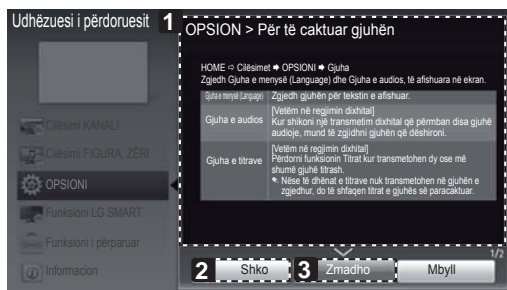 Udhëzuesi i përdoruesit
1
OPSION > Për të caktuar gjuhën
HOME ⇨ Cilësimet ➡ OPSIONI ➡ Gjuha
Zgjedh Gjuha e menysë (Language) dhe Gjuha e audios, të afishuara në ekran.
Gjuha e menysë (Language) Zgjedh gjuhën për tekstin e afishuar.
Gjuha e audios
[Vetëm në regjimin dixhital]
Kur shikoni një transmetim dixhital që përmban disa gjuhë
audioje, mund të zgjidhni gjuhën që dëshironi.
Gjuha e titrave
[Vetëm në regjimin dixhital]
Përdorni funksionin Titrat kur transmetohen dy ose më
shumë gjuhë titrash.
✎ Nëse të dhënat e titrave nuk transmetohen në gjuhën e
zgjedhur, do të shfaqen titrat e gjuhës së paracaktuar.
Cilësimi KANALI
Cilësimi FIGURA, ZËRI
OPSIONI
Funksioni LG SMART
Funksioni i përparuar
Informacion
1/2
2 Shko
3 Zmadho
Mbyll